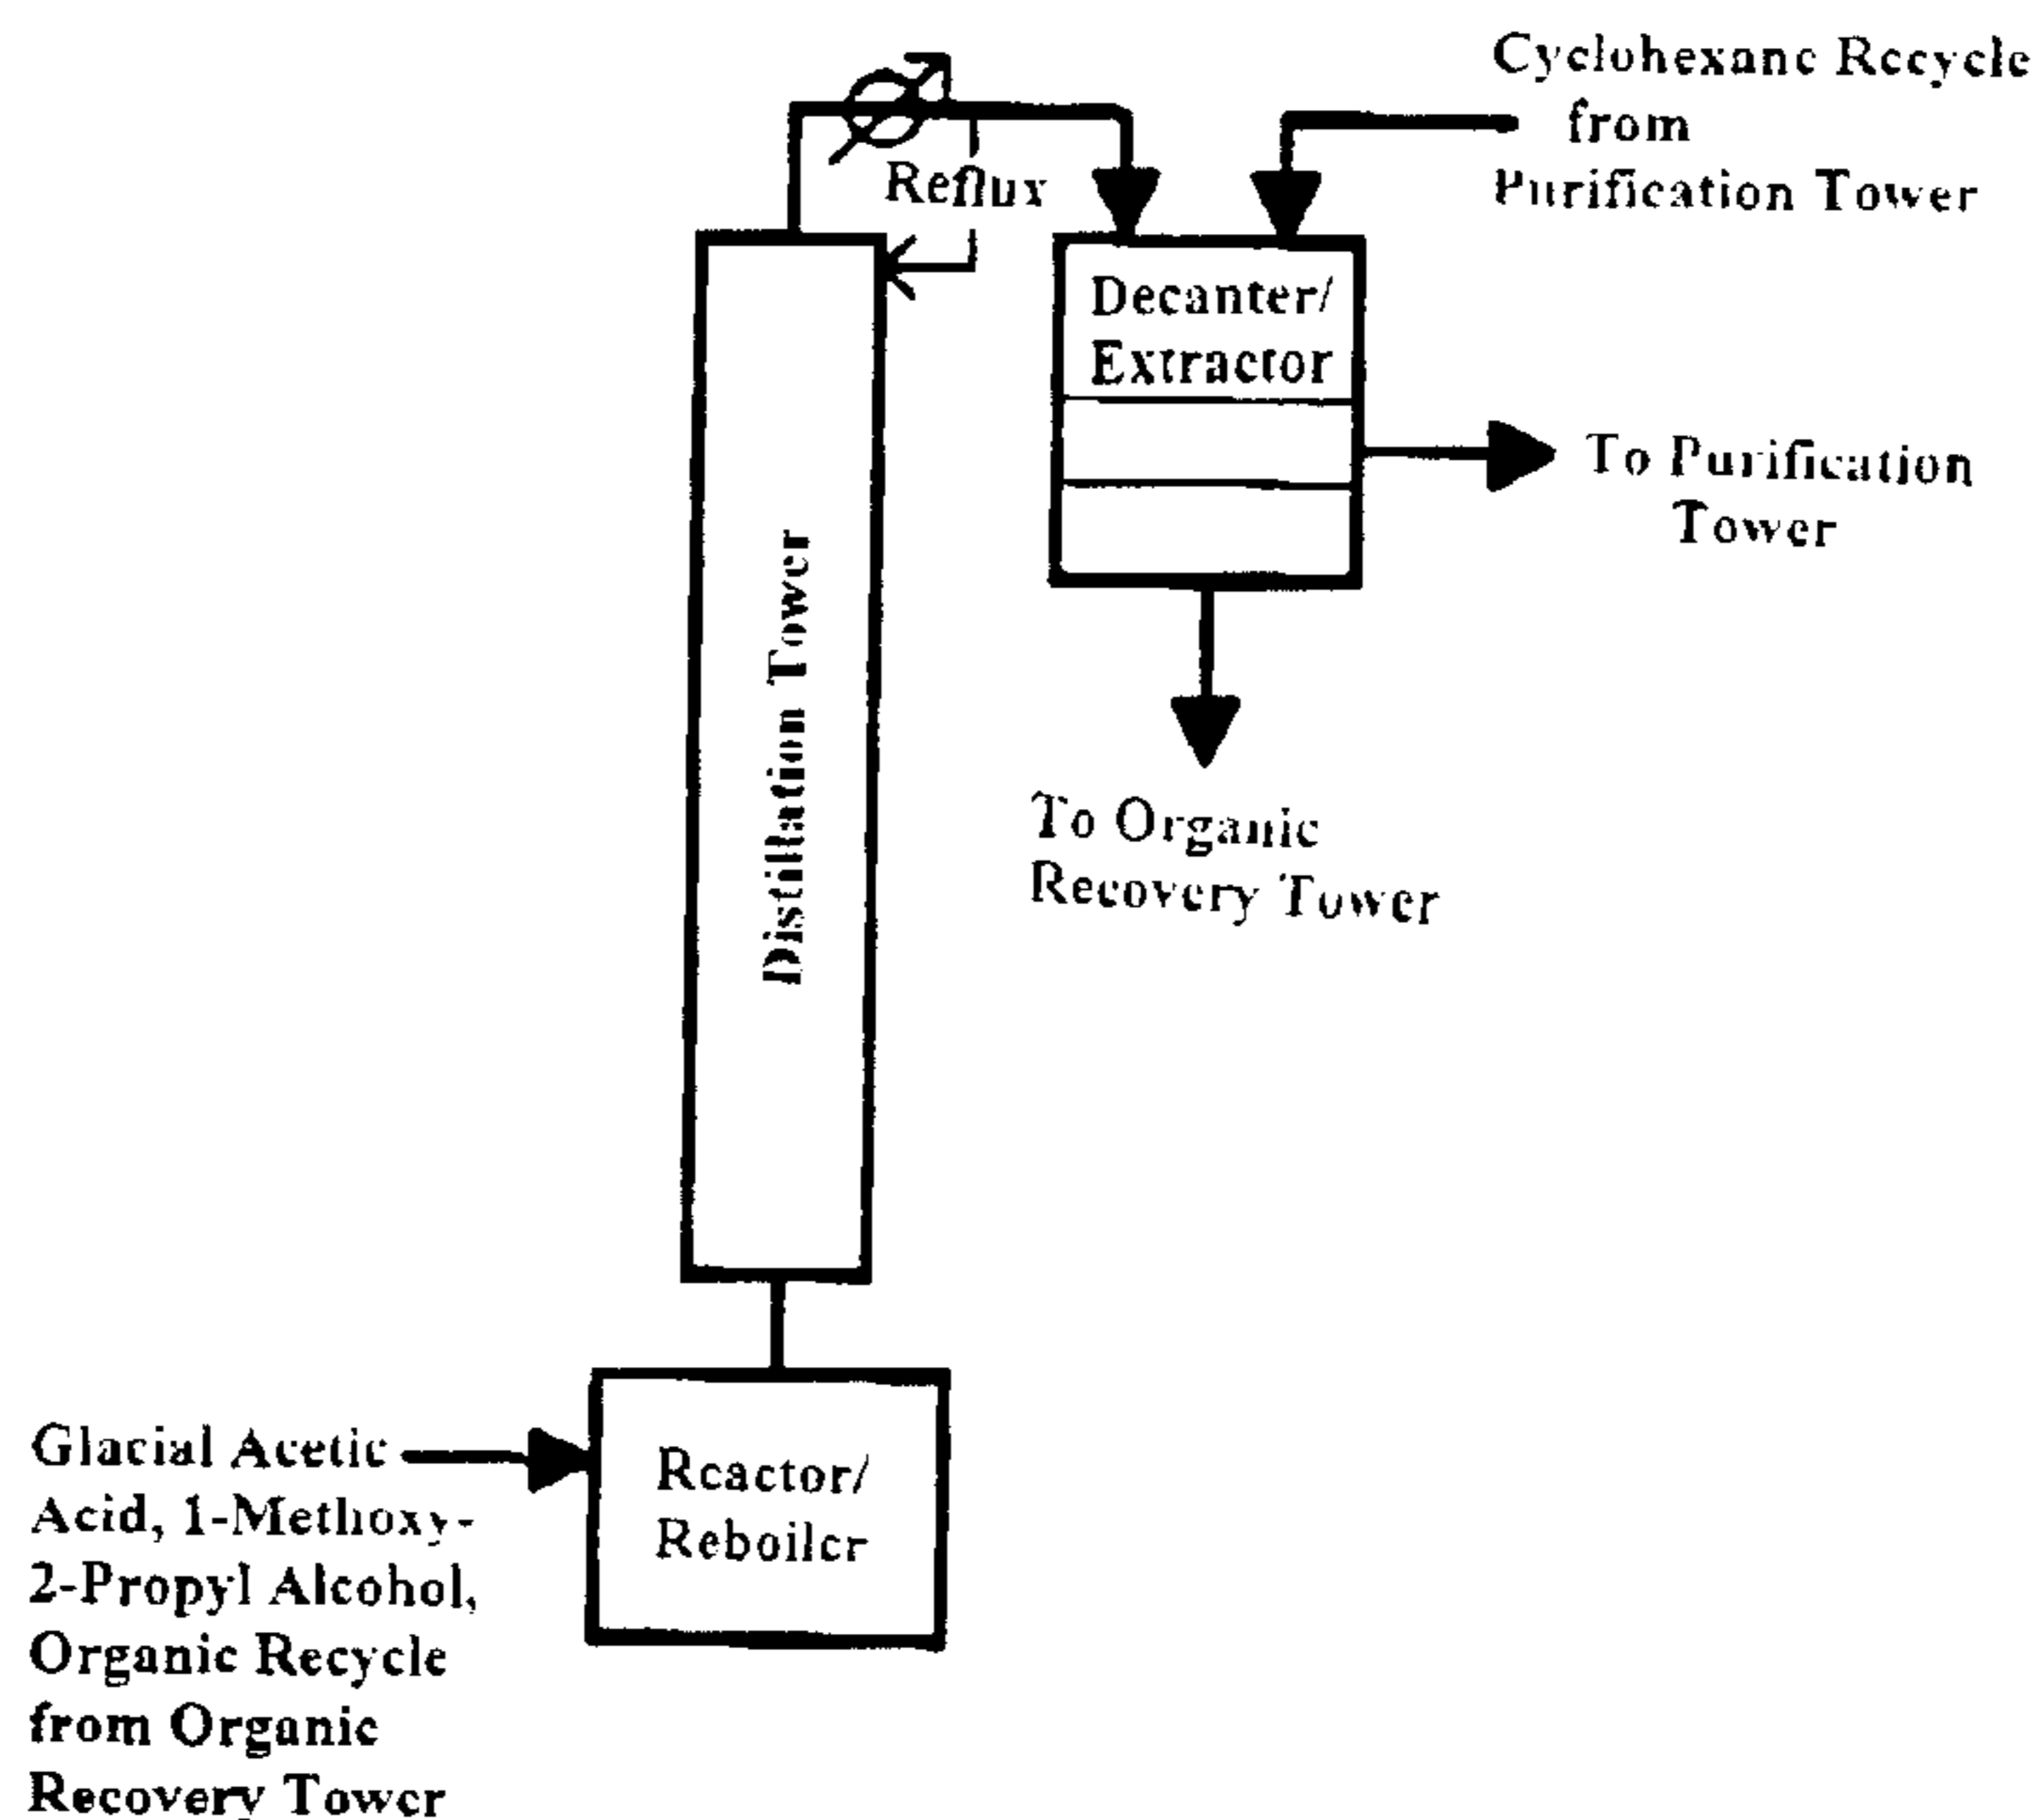 Cyclohexane Recycle
from
Purification Tower
Reflux
Decanter/
Extractor
To Purification
Tower
Distillation Tower
To Organic
Recovery Tower
Glacial Acetic
Acid, 1-Methoxy-
2-Propyl Alcohol,
Organic Recycle
from Organic
Recovery Tower
Reactor/
Reboiler